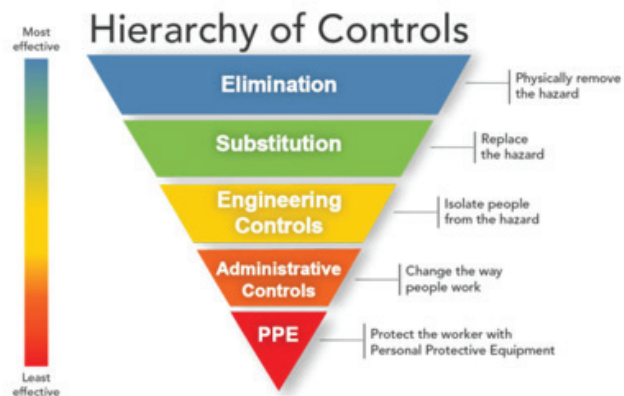 Hierarchy of Controls
Most
effective
Elimination
Physically remove
the hazard
Substitution
Replace
the hazard
Engineering
Controls
Isolate people
from the hazard
Administrative
Controls
Change the way
people work
PPE
Protect the worker with
Personal Protective Equipment
Least
effective